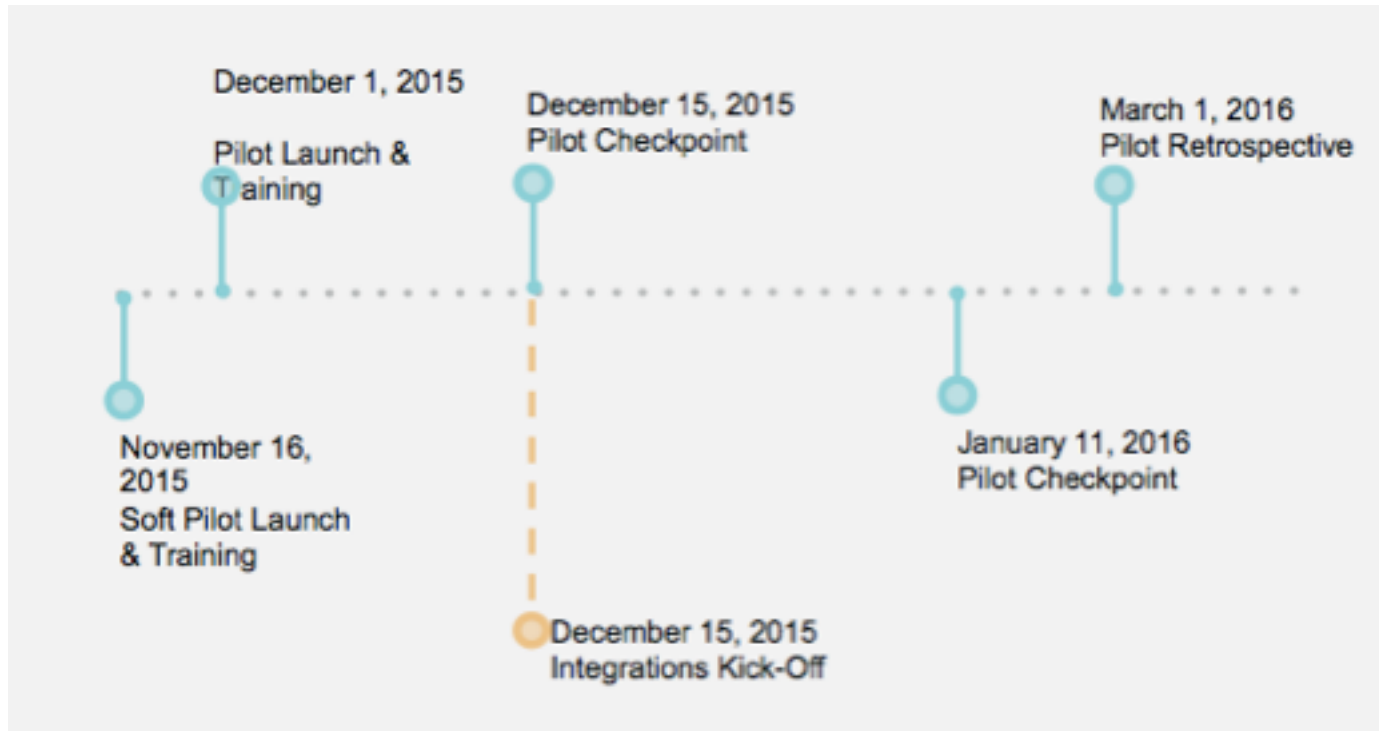 December 1, 2015
Pilot Launch &
Training
December 15, 2015
Pilot Checkpoint
March 1, 2016
Pilot Retrospective
November 16,
2015
Soft Pilot Launch
& Training
January 11, 2016
Pilot Checkpoint
December 15, 2015
Integrations Kick-Off